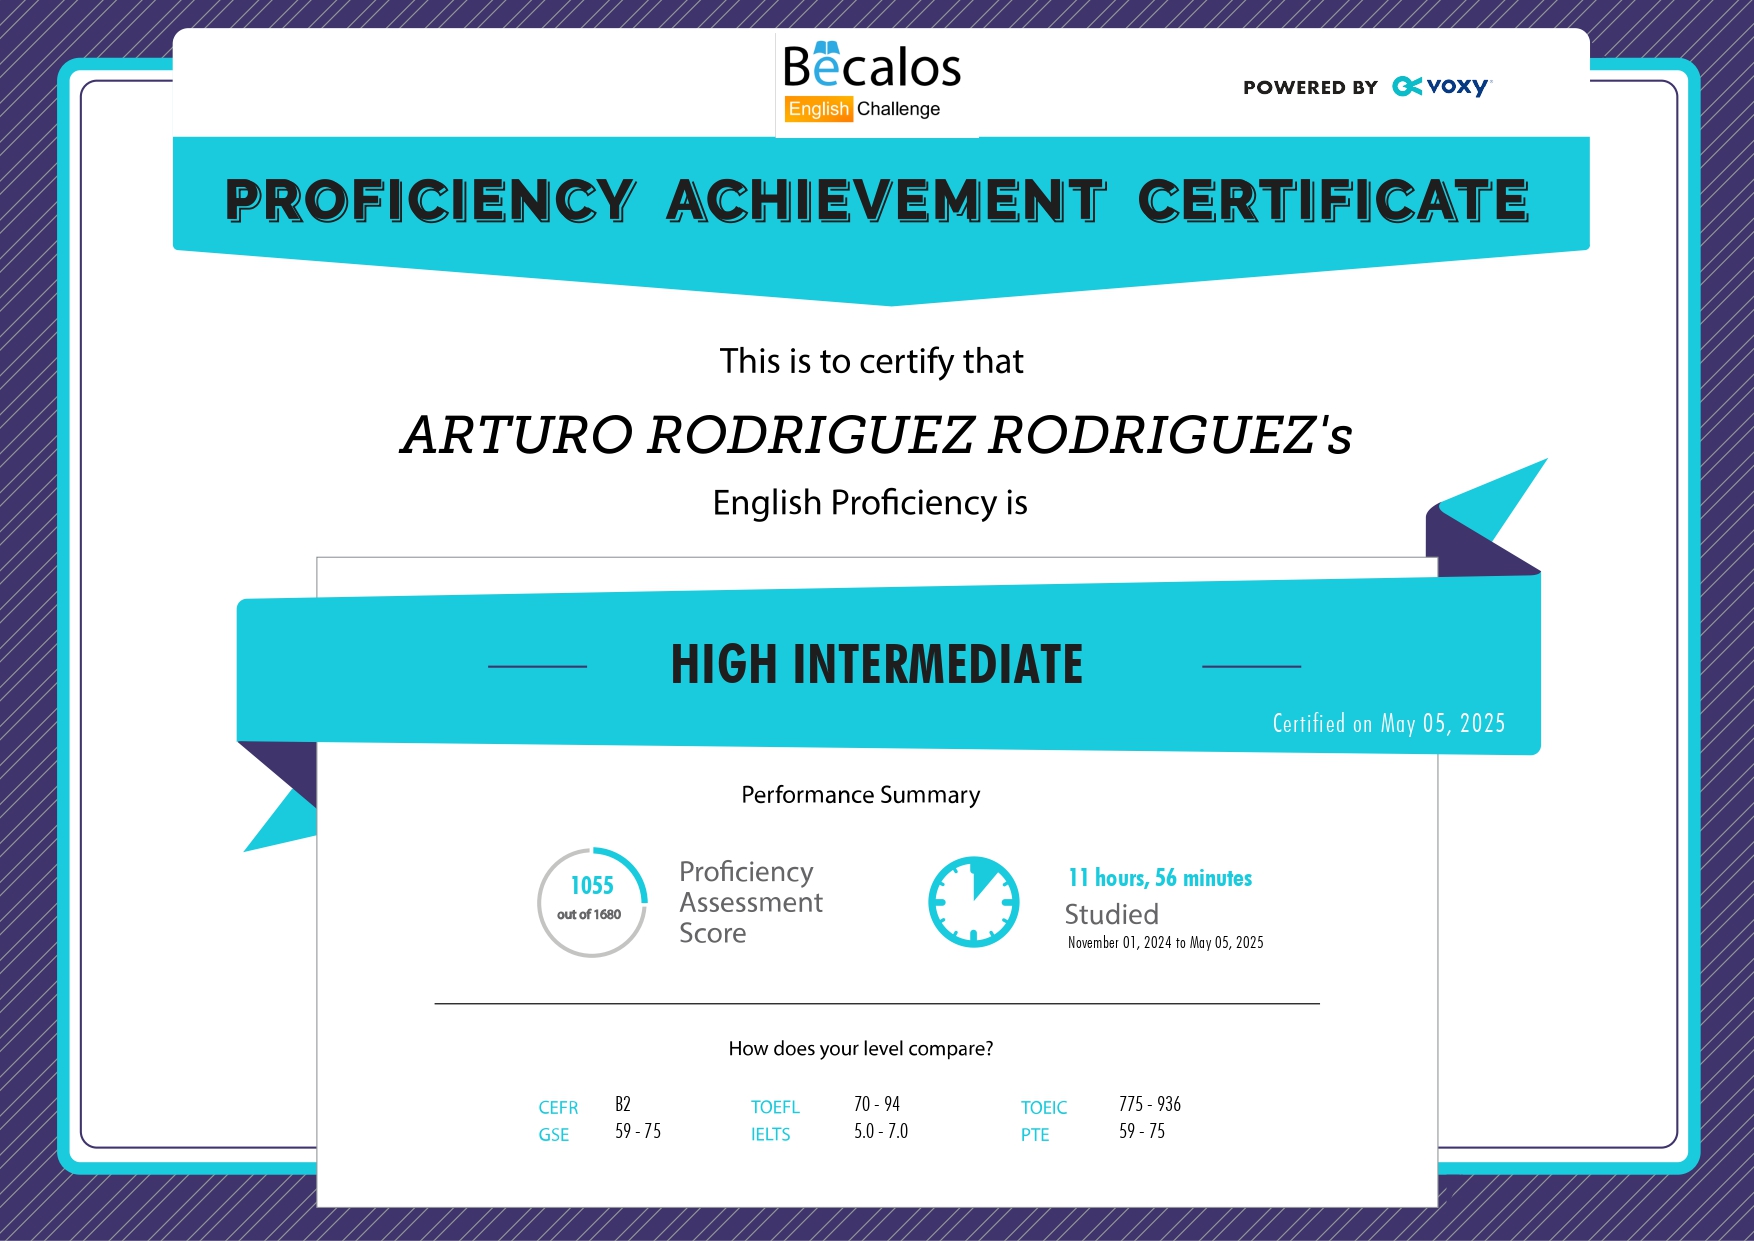 Bécalos
English Challenge
POWERED BY voxy
PROFICIENCY ACHIEVEMENT CERTIFICATE
This is to certify that
ARTURO RODRIGUEZ RODRIGUEZ's
English Proficiency is
HIGH INTERMEDIATE
Certified on May 05, 2025
Performance Summary
1055
out of 1680
Proficiency
Assessment
Score
11 hours, 56 minutes
Studied
November 01, 2024 to May 05, 2025
How does your level compare?
CEFR B2 TOEFL 70 - 94 TOEIC 775 - 936
GSE 59 - 75 IELTS 5.0 - 7.0 PTE 59 - 75